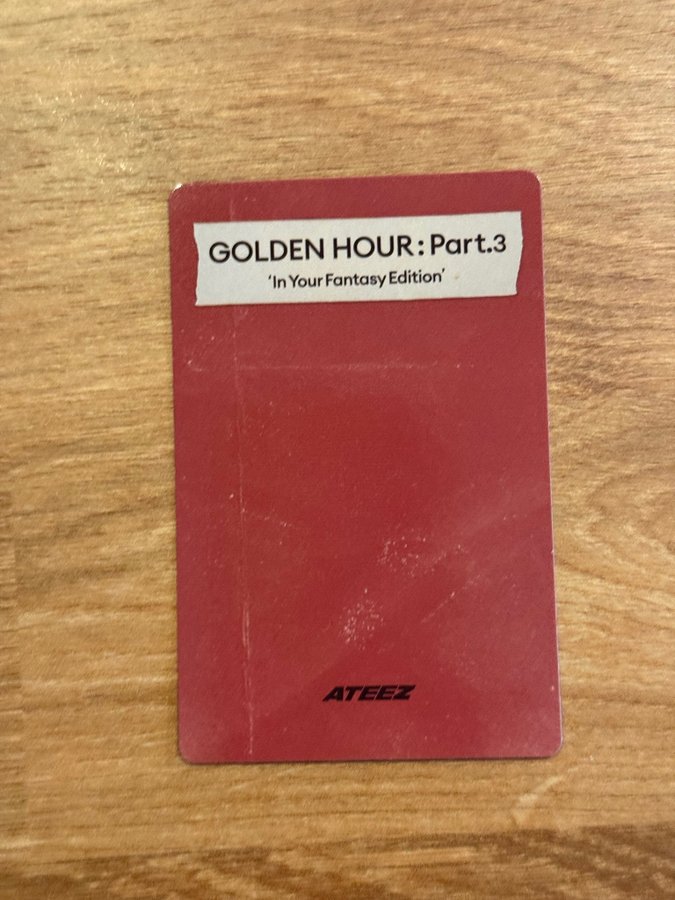 GOLDEN HOUR : Part.3
‘In Your Fantasy Edition’
ATEEZ